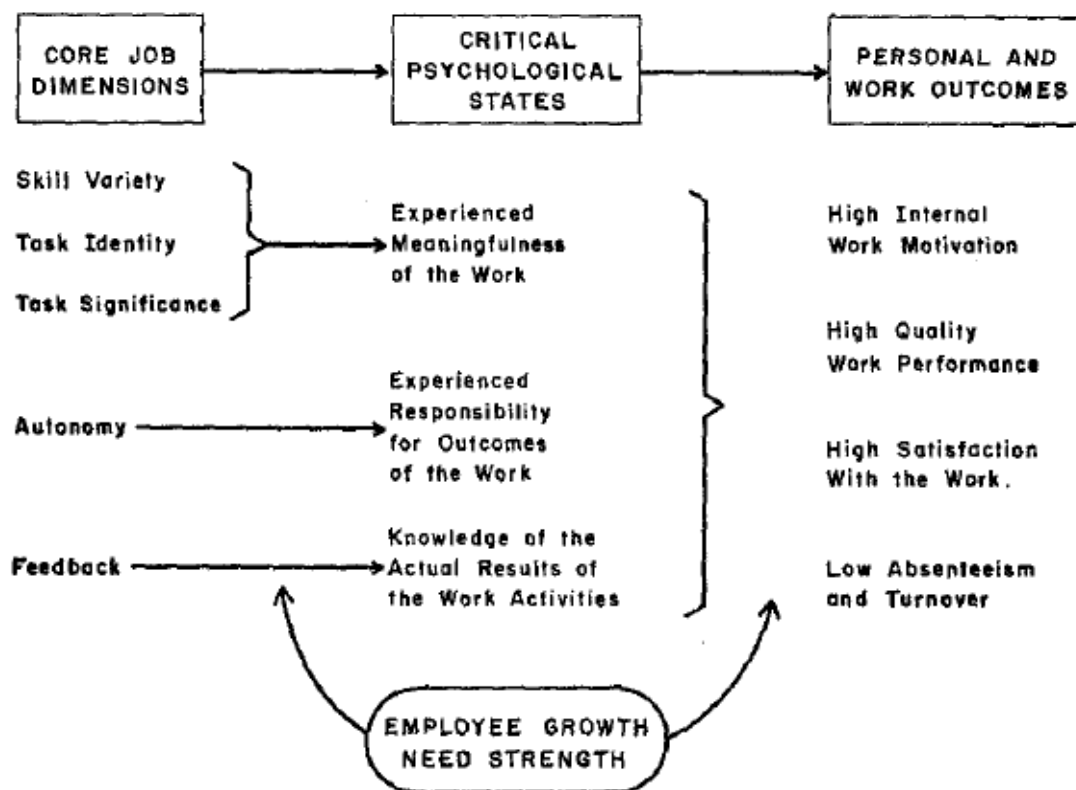 CORE JOB
DIMENSIONS
CRITICAL
PSYCHOLOGICAL
STATES
PERSONAL AND
WORK OUTCOMES
Skill Variety
Task Identity
Task Significance
Experienced
Meaningfulness
of the Work
High Internal
Work Motivation
High Quality
Work Performance
Autonomy
Experienced
Responsibility
for Outcomes
of the Work
High Satisfaction
With the Work.
Feedback
Knowledge of the
Actual Results of
the Work Activities
Low Absenteeism
and Turnover
EMPLOYEE GROWTH
NEED STRENGTH